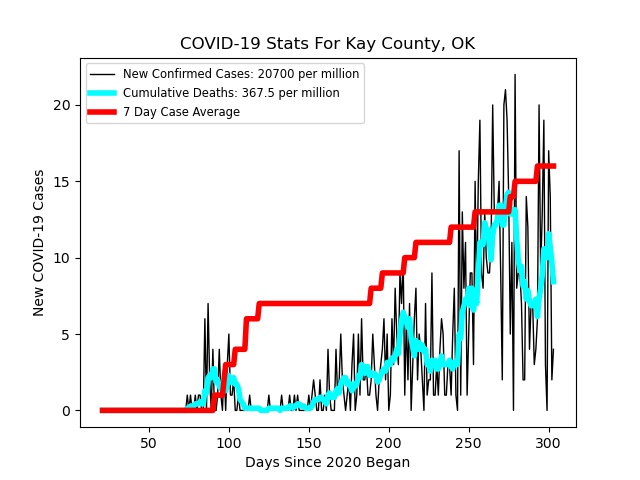 COVID-19 Stats For Kay County, OK
New Confirmed Cases: 20700 per million
Cumulative Deaths: 367.5 per million
7 Day Case Average
New COVID-19 Cases
20
15
10
5
0
50 100 150 200 250 300
Days Since 2020 Began